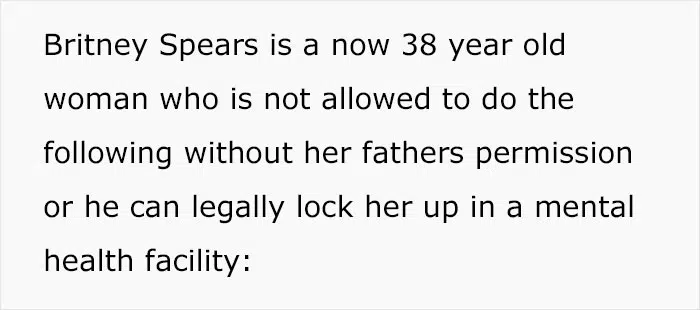 Britney Spears is a now 38 year old
woman who is not allowed to do the
following without her fathers permission
or he can legally lock her up in a mental
health facility: